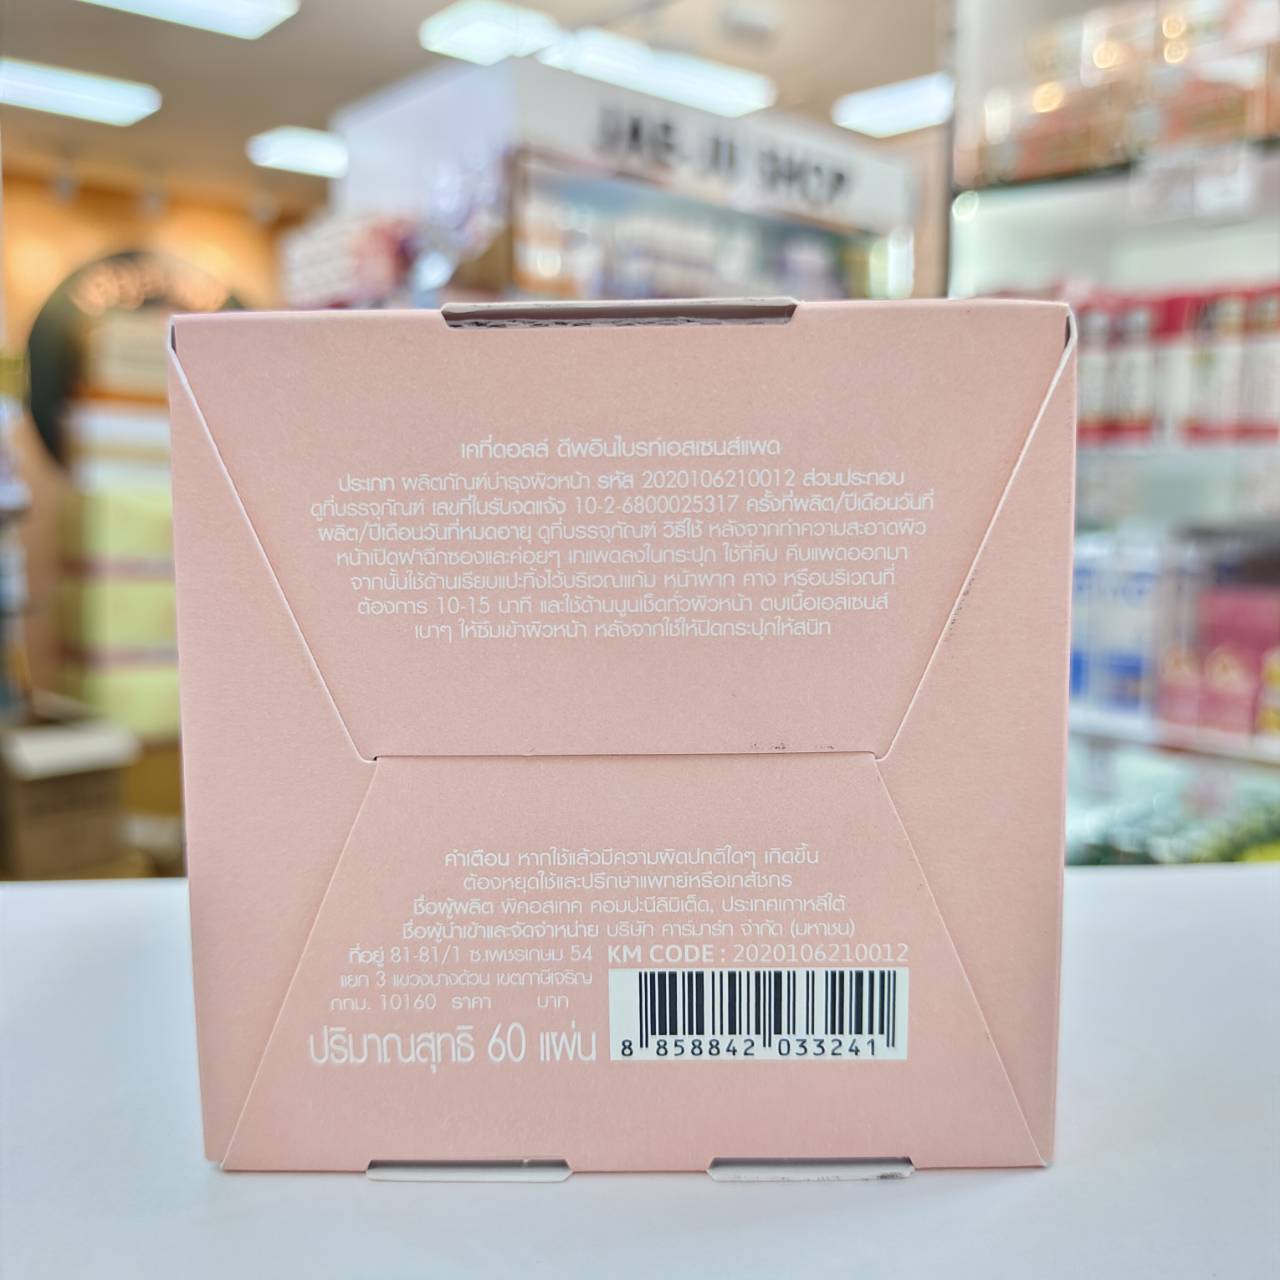 JAE-JI SHOP
เคที่ดอลล์ ดีพอินไบรท์เอสเซนส์แพด
ประเภท ผลิตภัณฑ์บำรุงผิวหน้า รหัส 2020106210012 ส่วนประกอบ
ดูที่บรรจุภัณฑ์ เลขที่ใบรับจดแจ้ง 10-2-6800025317 ครั้งที่ผลิต/ปีเดือนวันที่
ผลิต/ปีเดือนวันที่หมดอายุ ดูที่บรรจุภัณฑ์ วิธีใช้ หลังจากทำความสะอาดผิว
หน้าเปิดฝาฉีกซองและค่อยๆ เทแพดลงในกระปุก ใช้ที่คีบ คีบแพดออกมา
จากนั้นใช้ด้านเรียบแปะทิ้งไว้บริเวณแก้ม หน้าผาก คาง หรือบริเวณที่
ต้องการ 10-15 นาที และใช้ด้านนูนเช็ดทั่วผิวหน้า ตบเนื้อเอสเซนส์
เบาๆ ให้ซึมเข้าผิวหน้า หลังจากใช้ให้ปิดกระปุกให้สนิท
คำเตือน หากใช้แล้วมีความผิดปกติใดๆ เกิดขึ้น
ต้องหยุดใช้และปรึกษาแพทย์หรือเภสัชกร
ชื่อผู้ผลิต พิคอสเทค คอมปะนีลิมิเต็ด, ประเทศเกาหลีใต้
ชื่อผู้นำเข้าและจัดจำหน่าย บริษัท คาร์มาร์ท จำกัด (มหาชน)
ที่อยู่ 81-81/1 ซ.เพชรเกษม 54 KM CODE : 2020106210012
แยก 3 แขวงบางด้วน เขตภาษีเจริญ
กทม. 10160 ราคา บาท
ปริมาณสุทธิ 60 แผ่น
8 858842 033241